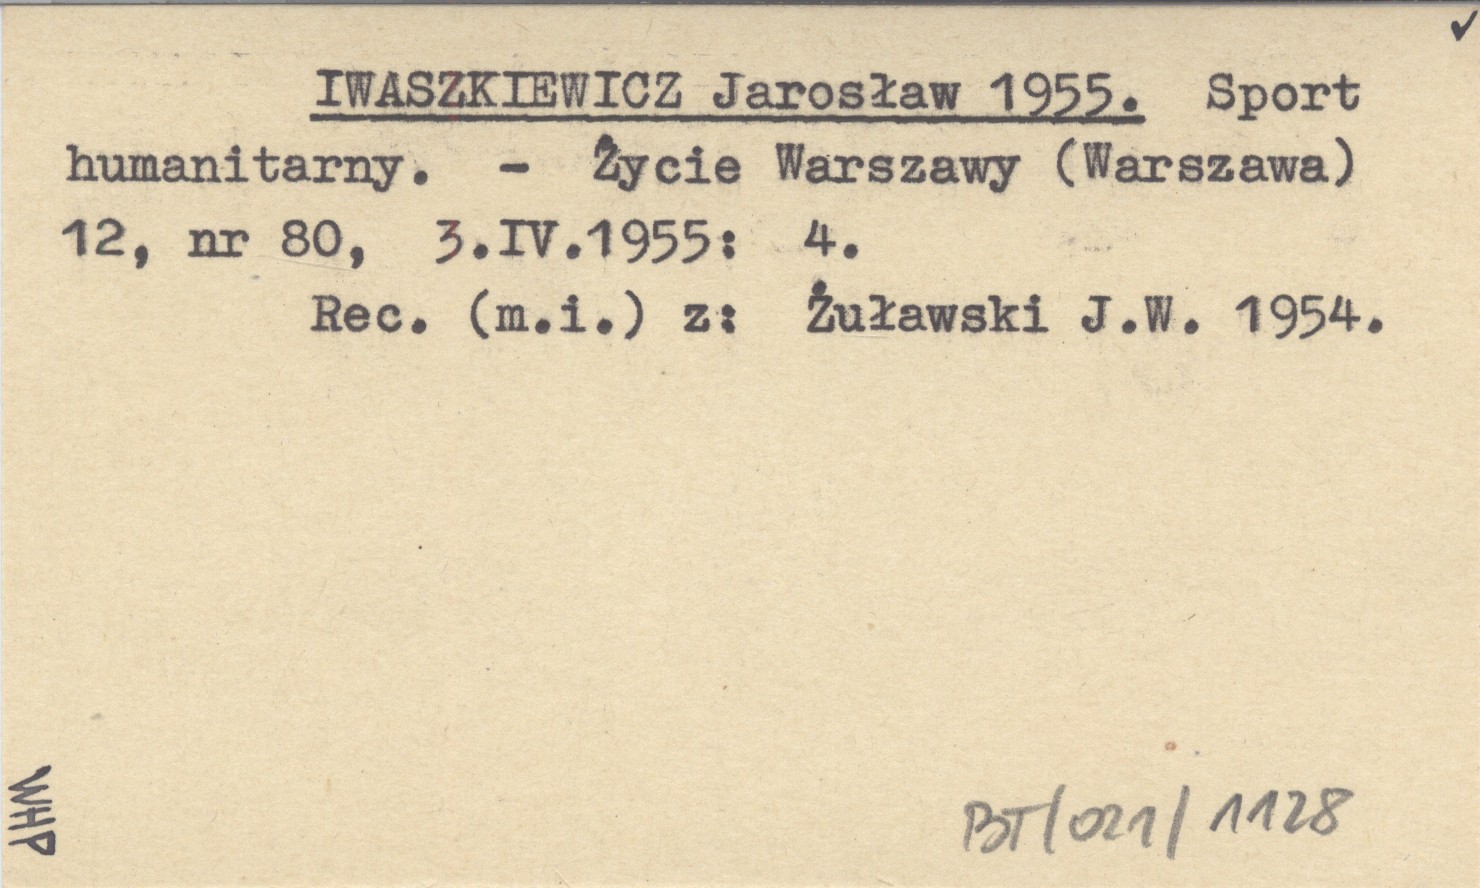 ✓
IWASZKIEWICZ Jarosław 1955. Sport
humanitarny. - Życie Warszawy (Warszawa)
12, nr 80, 3.IV.1955: 4.
Rec. (m.i.) z: Żuławski J.W. 1954.
WHP
BT/021/1128